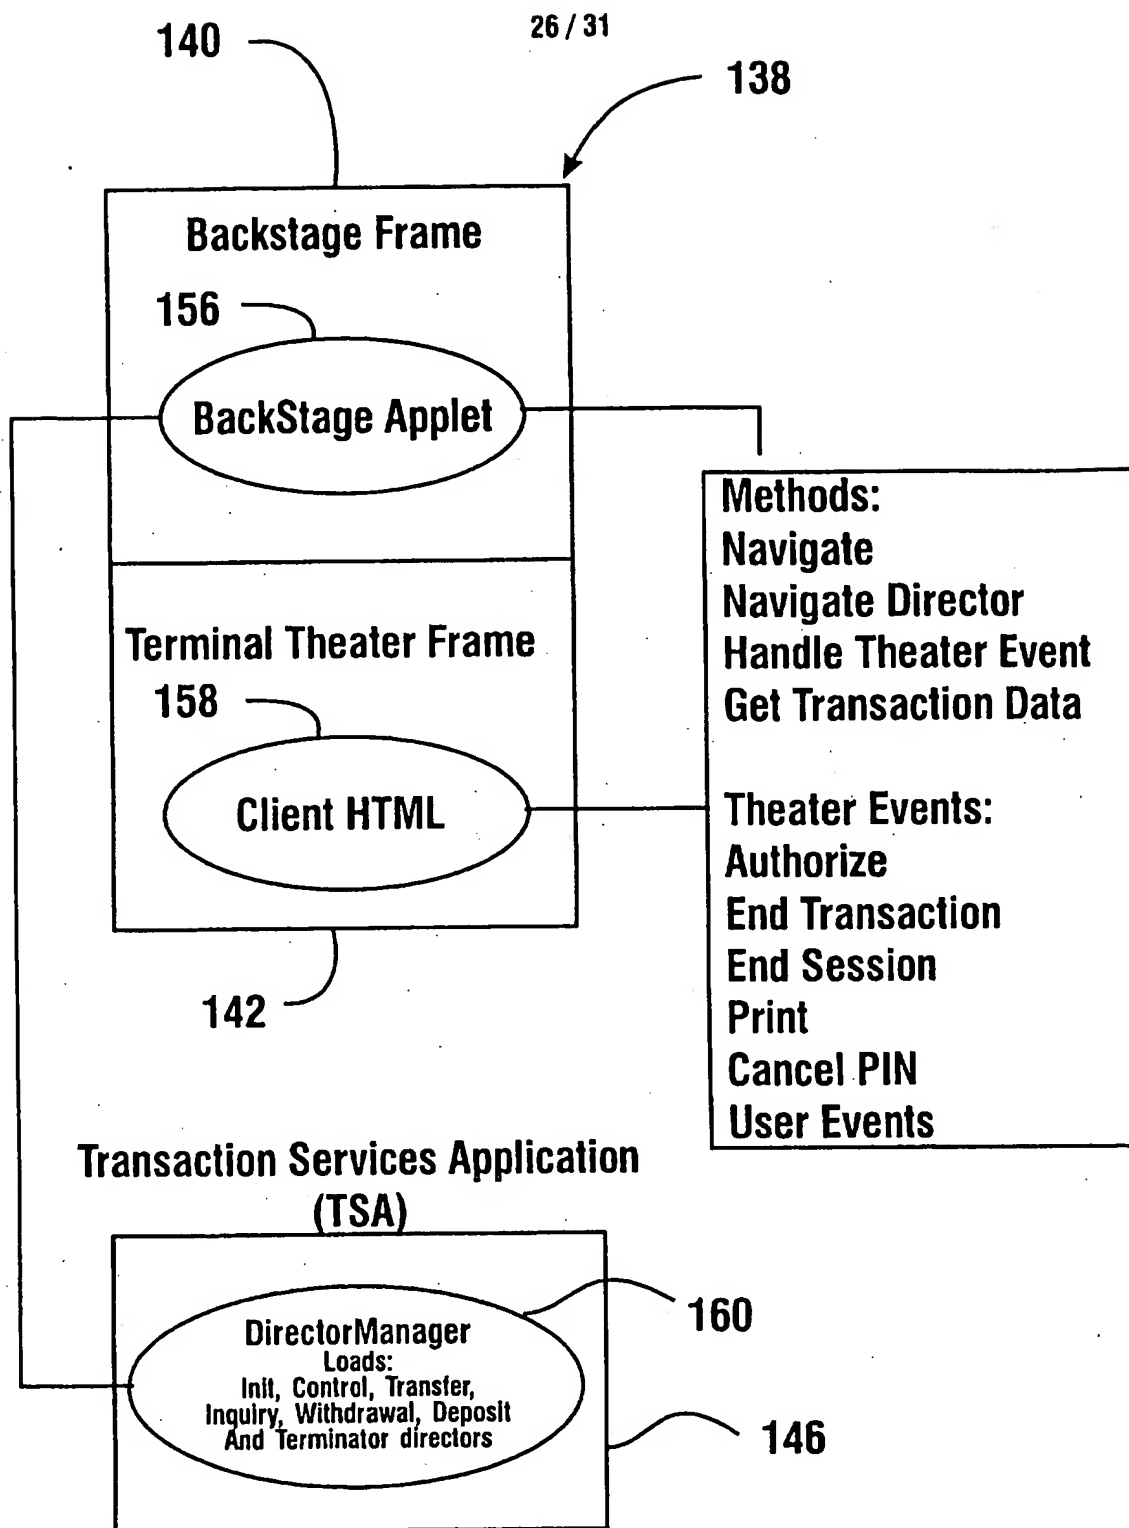 26 / 31
140
138
Backstage Frame
156
BackStage Applet
Methods:
Navigate
Navigate Director
Handle Theater Event
Get Transaction Data
Theater Events:
Authorize
End Transaction
End Session
Print
Cancel PIN
User Events
Terminal Theater Frame
158
Client HTML
142
Transaction Services Application
(TSA)
160
DirectorManager
Loads:
Init, Control, Transfer,
Inquiry, Withdrawal, Deposit
And Terminator directors
146